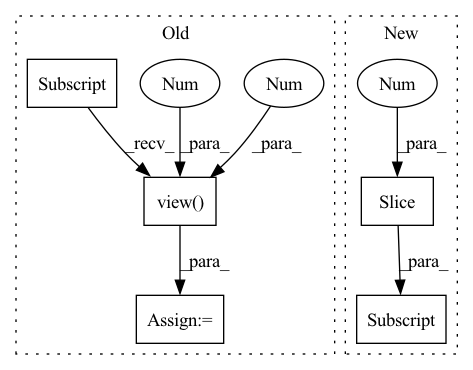 Old
New
Subscript
Num
Num
Num
_recv_
_para_
_para_
_para_
view()
Slice
_para_
_para_
Assign:=
Subscript